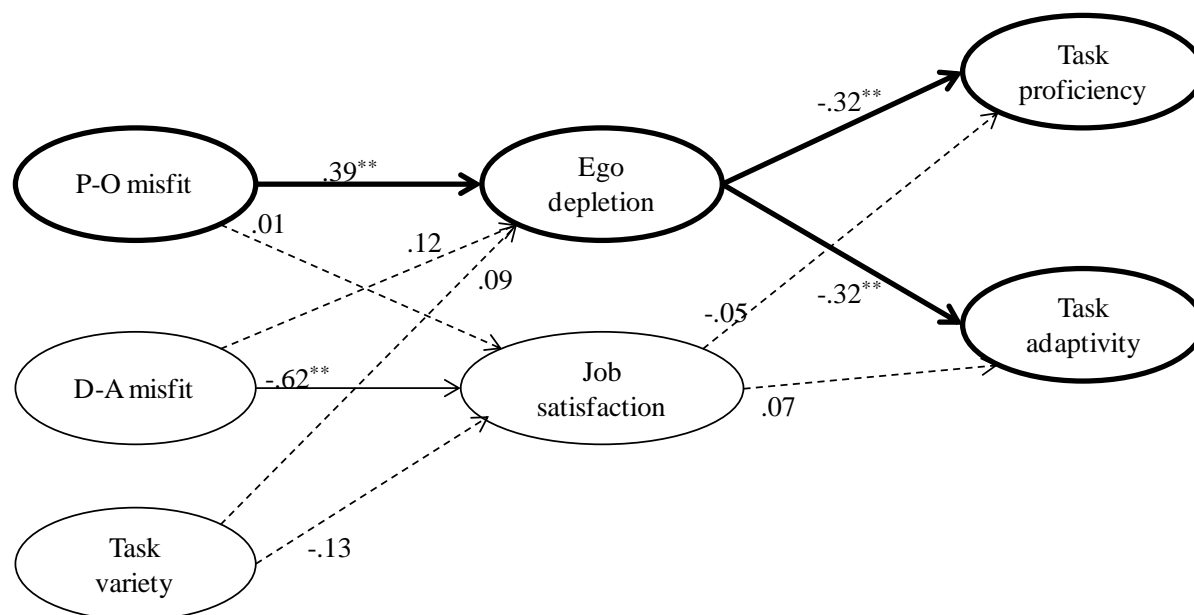 Task
proficiency
-.32**
P-O misfit
.39**
Ego
depletion
.01
.12
.09
-.32**
-.05
Task
adaptivity
D-A misfit
-.62**
Job
satisfaction
.07
Task
variety
-.13